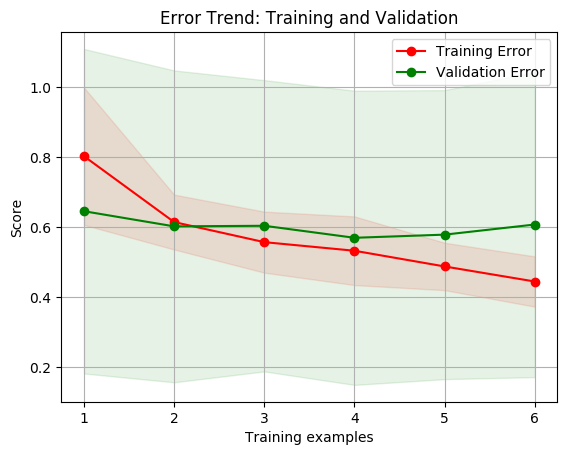 Error Trend: Training and Validation
Training Error
Validation Error
Score
1.0
0.8
0.6
0.4
0.2
1 2 3 4 5 6
Training examples